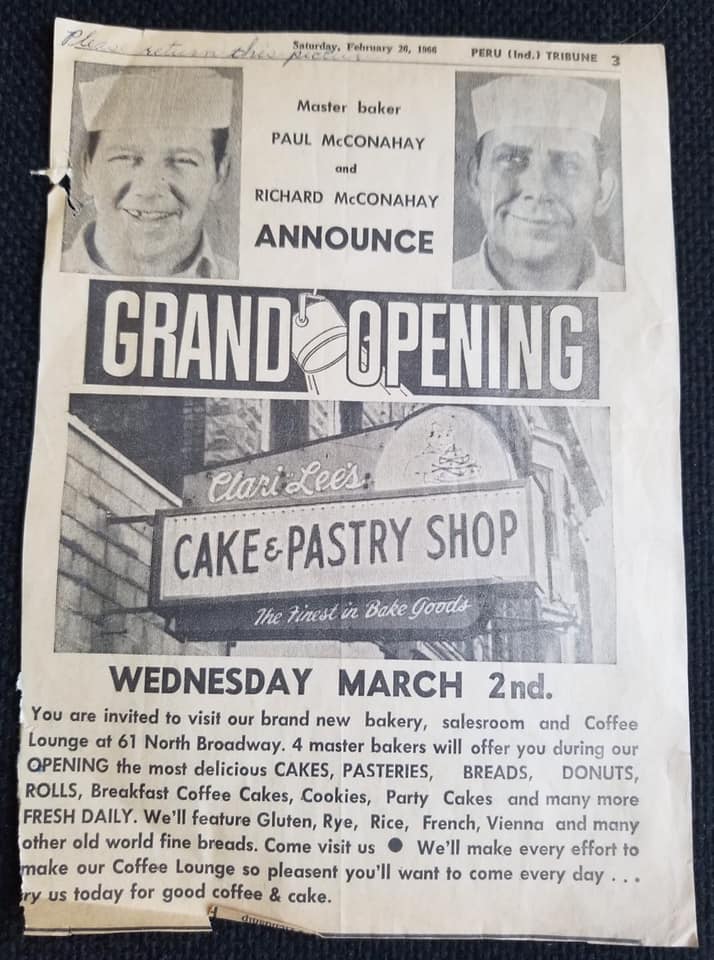 Please return this picture
Saturday, February 26, 1966 PERU (Ind.) TRIBUNE 3
Master baker
PAUL McCONAHAY
and
RICHARD McCONAHAY
ANNOUNCE
GRAND OPENING
Clari-Lee's
CAKE & PASTRY SHOP
The Finest in Bake Goods
WEDNESDAY MARCH 2nd.
You are invited to visit our brand new bakery, salesroom and Coffee
Lounge at 61 North Broadway. 4 master bakers will offer you during our
OPENING the most delicious CAKES, PASTERIES, BREADS, DONUTS,
ROLLS, Breakfast Coffee Cakes, Cookies, Party Cakes and many more
FRESH DAILY. We'll feature Gluten, Rye, Rice, French, Vienna and many
other old world fine breads. Come visit us ● We'll make every effort to
make our Coffee Lounge so pleasent you'll want to come every day . . .
ry us today for good coffee & cake.